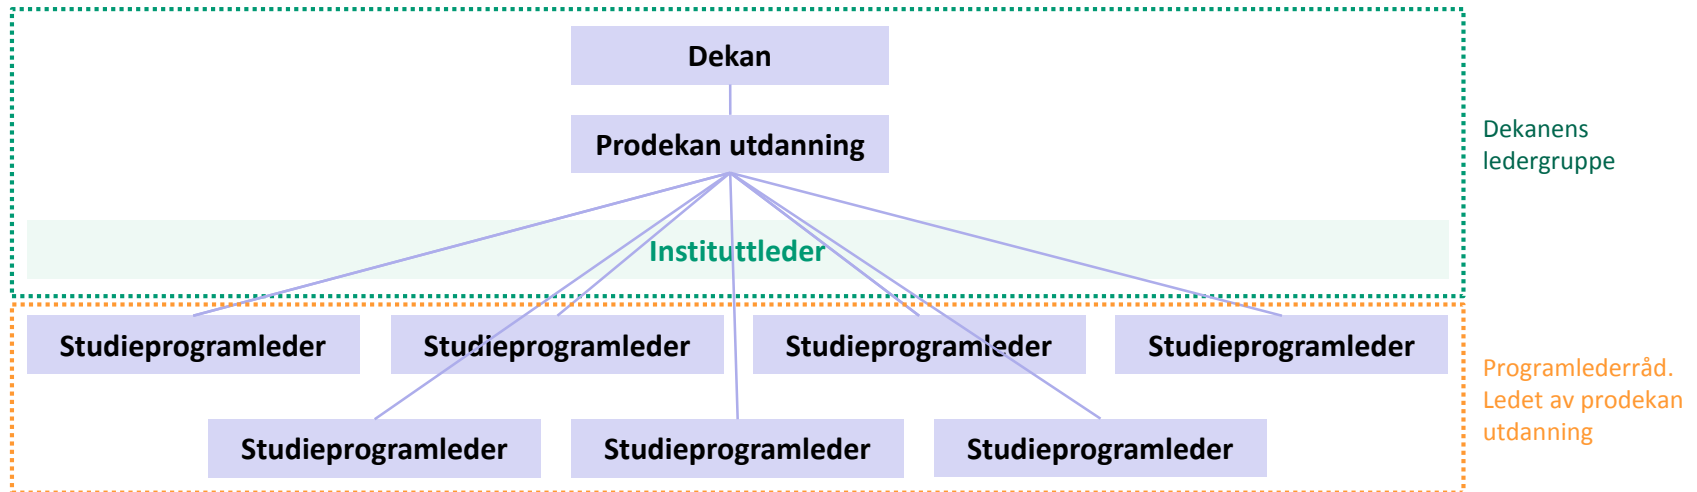 Dekan
Prodekan utdanning
Dekanens
ledergruppe
Instituttleder
Studieprogramleder
Studieprogramleder
Studieprogramleder
Studieprogramleder
Programlederråd.
Ledet av prodekan
utdanning
Studieprogramleder
Studieprogramleder
Studieprogramleder